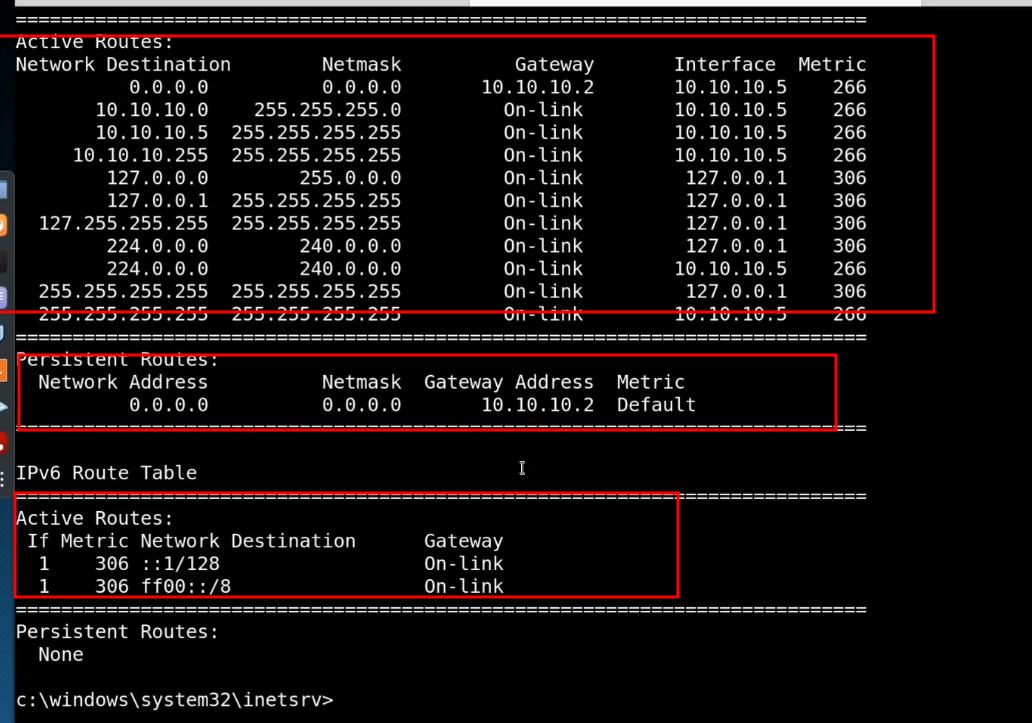 ===========================================================================
Active Routes:
Network Destination        Netmask          Gateway       Interface  Metric
          0.0.0.0          0.0.0.0       10.10.10.2       10.10.10.5    266
       10.10.10.0    255.255.255.0         On-link        10.10.10.5    266
       10.10.10.5  255.255.255.255         On-link        10.10.10.5    266
     10.10.10.255  255.255.255.255         On-link        10.10.10.5    266
        127.0.0.0        255.0.0.0         On-link         127.0.0.1    306
        127.0.0.1  255.255.255.255         On-link         127.0.0.1    306
  127.255.255.255  255.255.255.255         On-link         127.0.0.1    306
        224.0.0.0        240.0.0.0         On-link         127.0.0.1    306
        224.0.0.0        240.0.0.0         On-link        10.10.10.5    266
  255.255.255.255  255.255.255.255         On-link         127.0.0.1    306
  255.255.255.255  255.255.255.255         On-link        10.10.10.5    266
===========================================================================
Persistent Routes:
  Network Address          Netmask  Gateway Address  Metric
          0.0.0.0          0.0.0.0       10.10.10.2  Default
===========================================================================
IPv6 Route Table
===========================================================================
Active Routes:
 If Metric Network Destination      Gateway
  1    306 ::1/128                  On-link
  1    306 ff00::/8                 On-link
===========================================================================
Persistent Routes:
  None
c:\windows\system32\inetsrv>